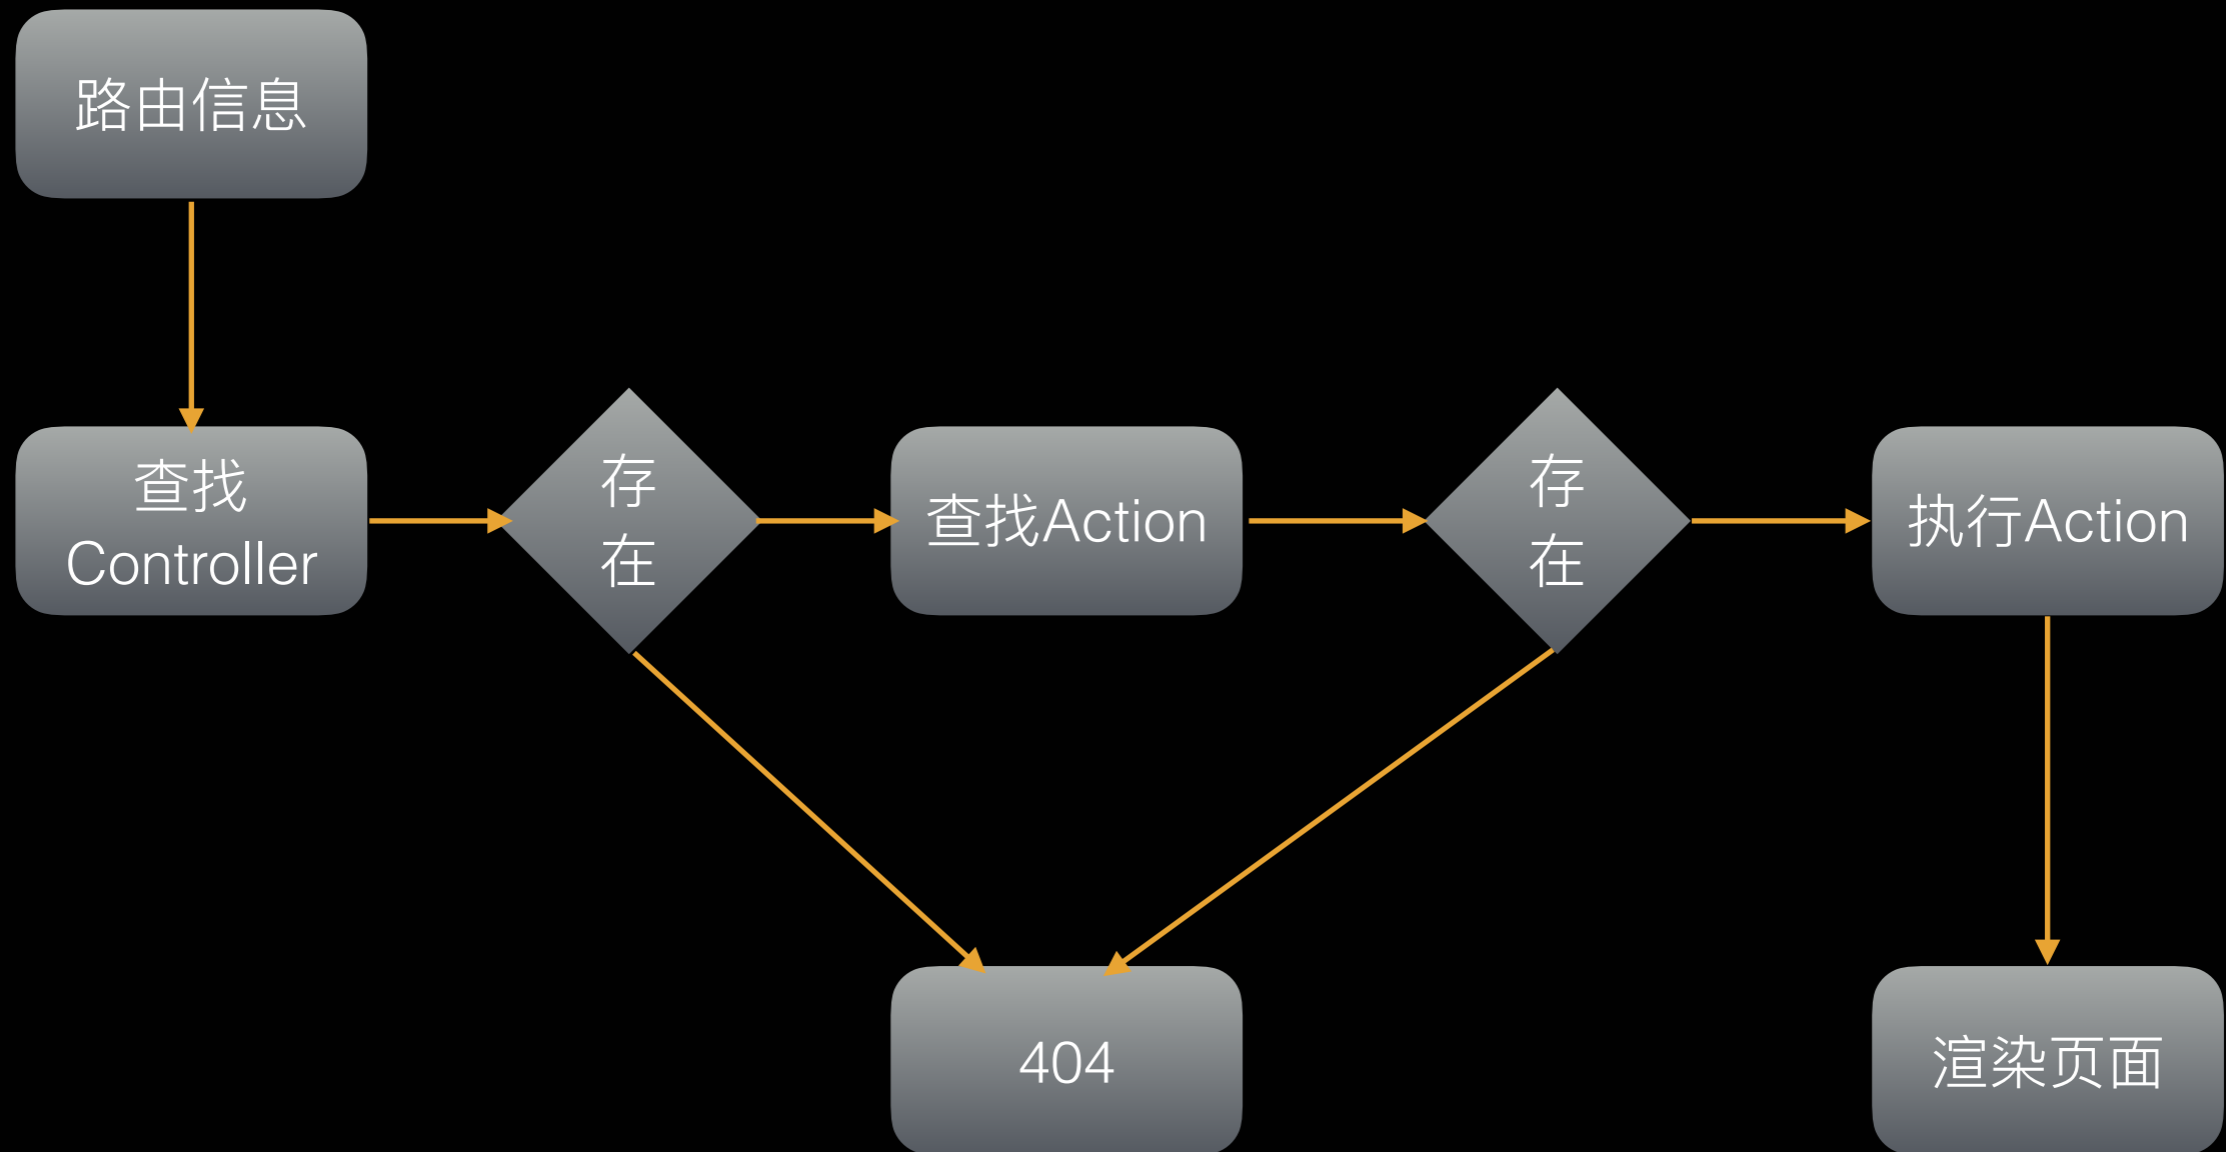 路由信息
查找
Controller
存
在
查找Action
存
在
执行Action
404
渲染页面